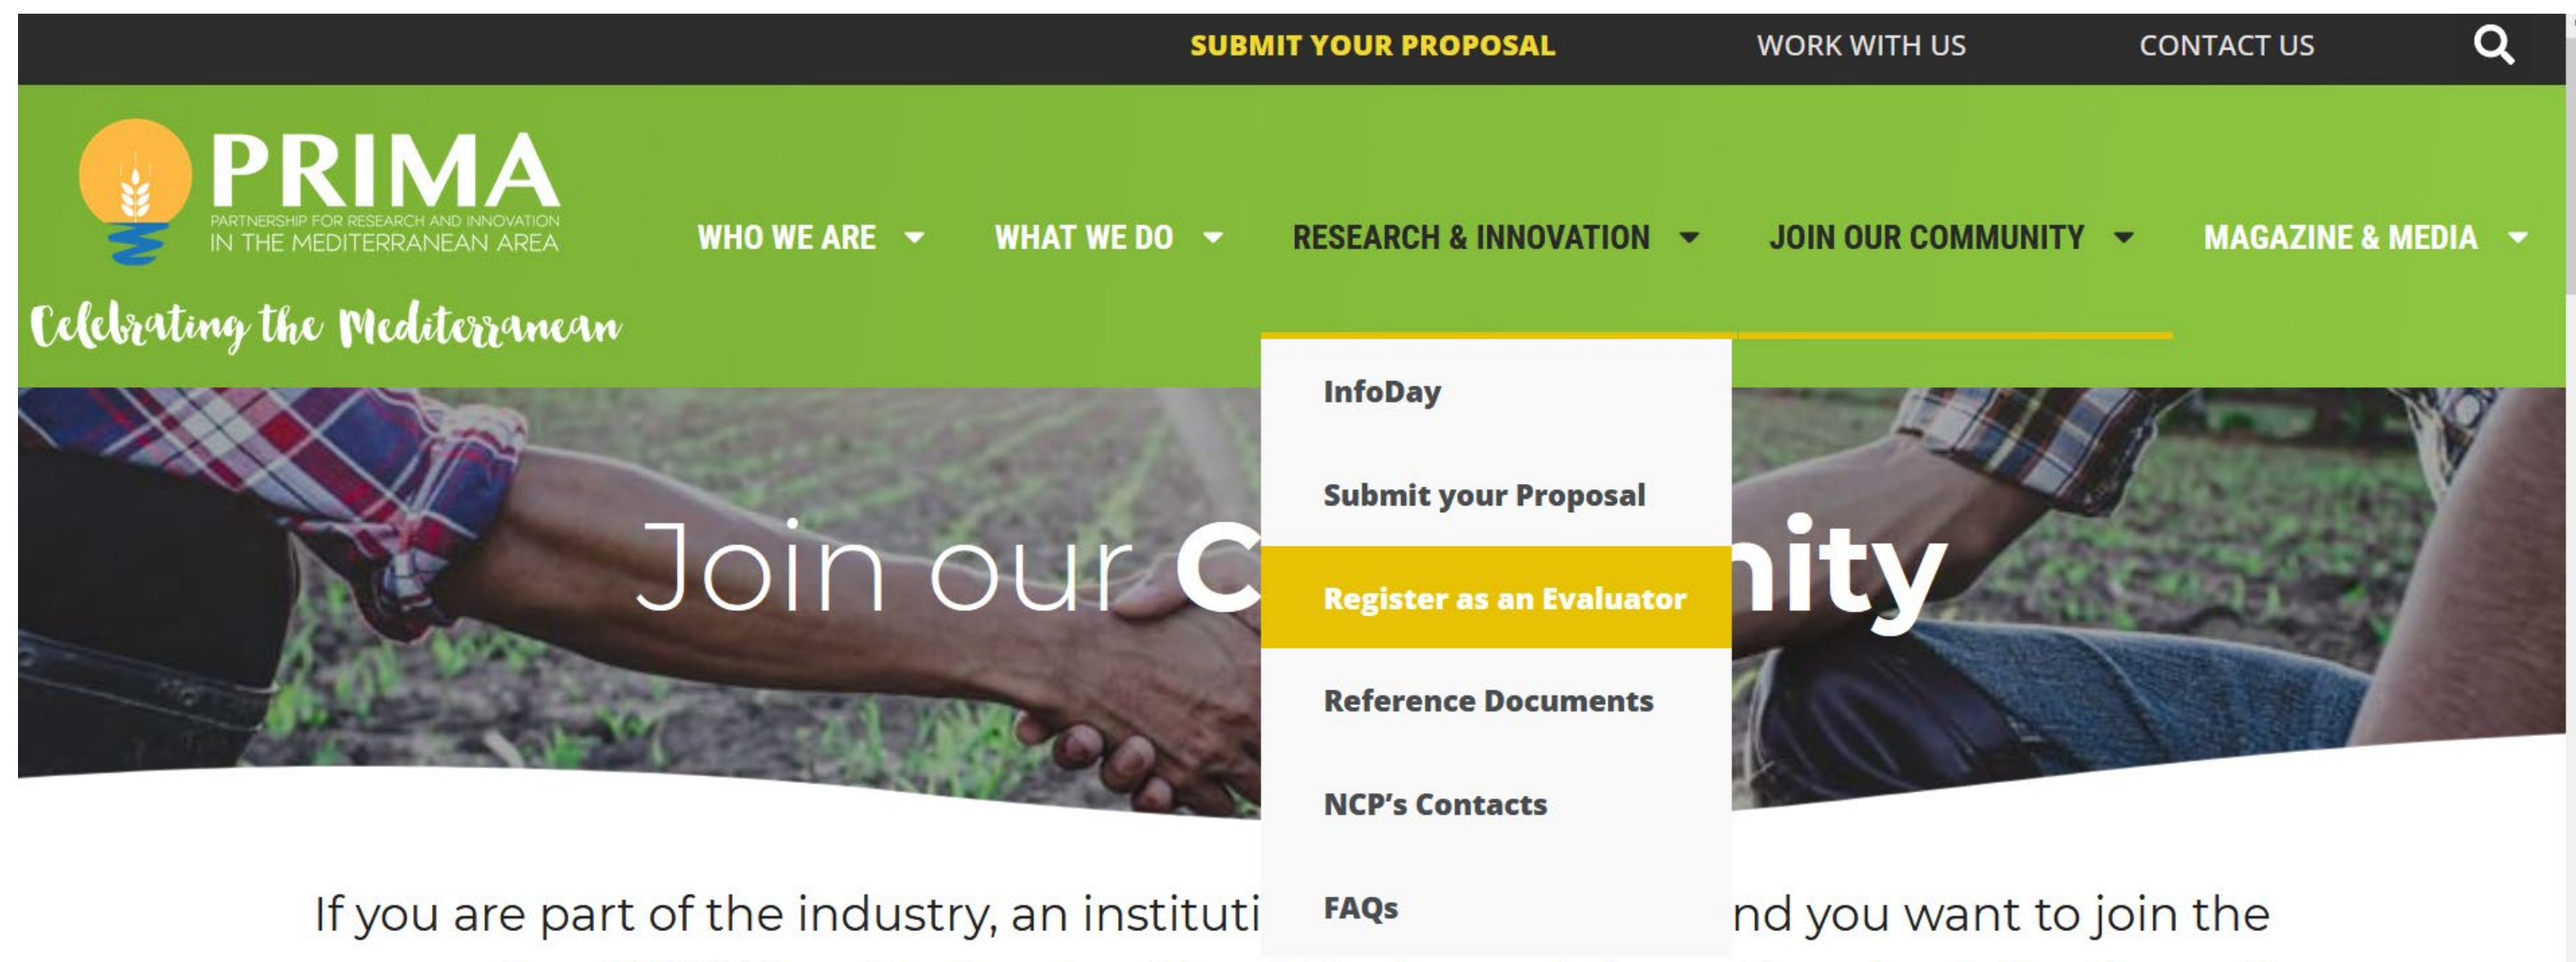 SUBMIT YOUR PROPOSAL WORK WITH US CONTACT US
PRIMA
PARTNERSHIP FOR RESEARCH AND INNOVATION
IN THE MEDITERRANEAN AREA
Celebrating the Mediterranean
WHO WE ARE WHAT WE DO RESEARCH & INNOVATION JOIN OUR COMMUNITY MAGAZINE & MEDIA
InfoDay
Submit your Proposal
Register as an Evaluator
Reference Documents
NCP's Contacts
FAQs
Join our C nity
If you are part of the industry, an instituti nd you want to join the